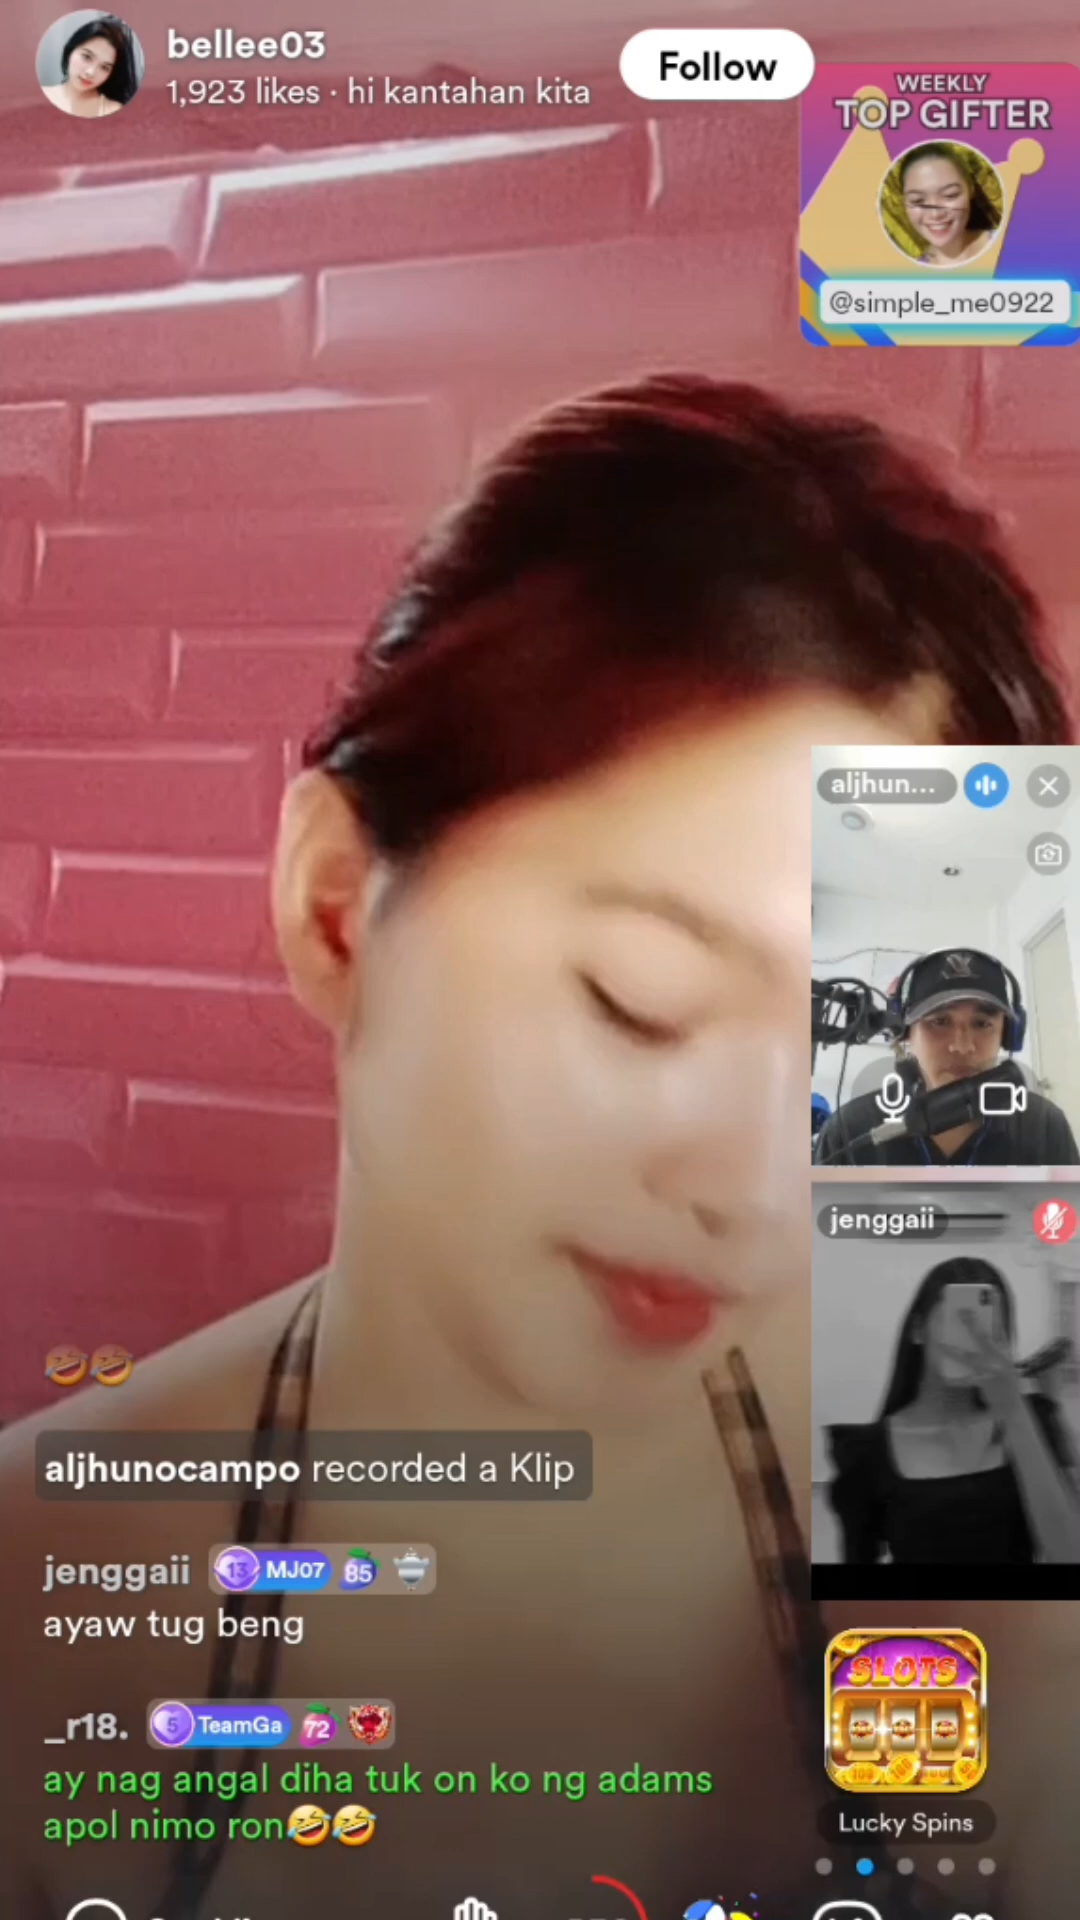 bellee03
1,923 likes · hi kantahan kita
Follow
WEEKLY
TOP GIFTER
@simple_me0922
aljhun...
jenggaii
🤣🤣
aljhunocampo recorded a Klip
jenggaii 13 MJ07 85
ayaw tug beng
_r18. 5 TeamGa 72
ay nag angal diha tuk on ko ng adams
apol nimo ron🤣🤣
SLOTS
Lucky Spins